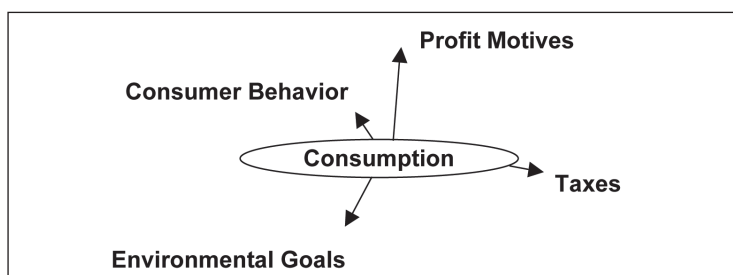 Profit Motives
Consumer Behavior
Consumption
Taxes
Environmental Goals